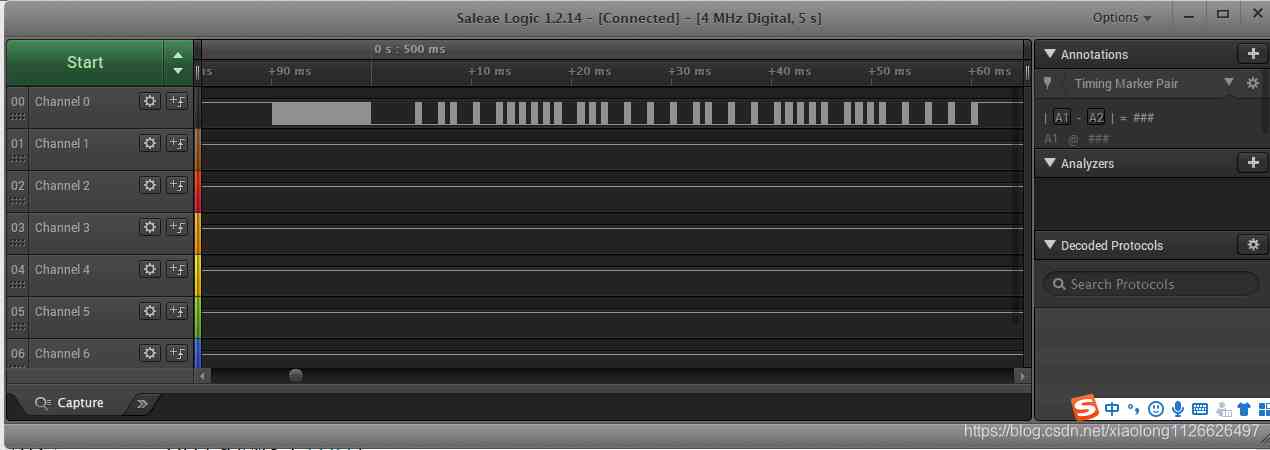 Saleae Logic 1.2.14 - [Connected] - [4 MHz Digital, 5 s]
Options
Start
0 s : 500 ms
+90 ms
+10 ms
+20 ms
+30 ms
+40 ms
+50 ms
+60 ms
00 Channel 0
01 Channel 1
02 Channel 2
03 Channel 3
04 Channel 4
05 Channel 5
06 Channel 6
Capture
Annotations
Timing Marker Pair
| A1 - A2 | = ###
A1 @ ###
Analyzers
Decoded Protocols
Search Protocols
S 中
https://blog.csdn.net/xiaolong1126626497